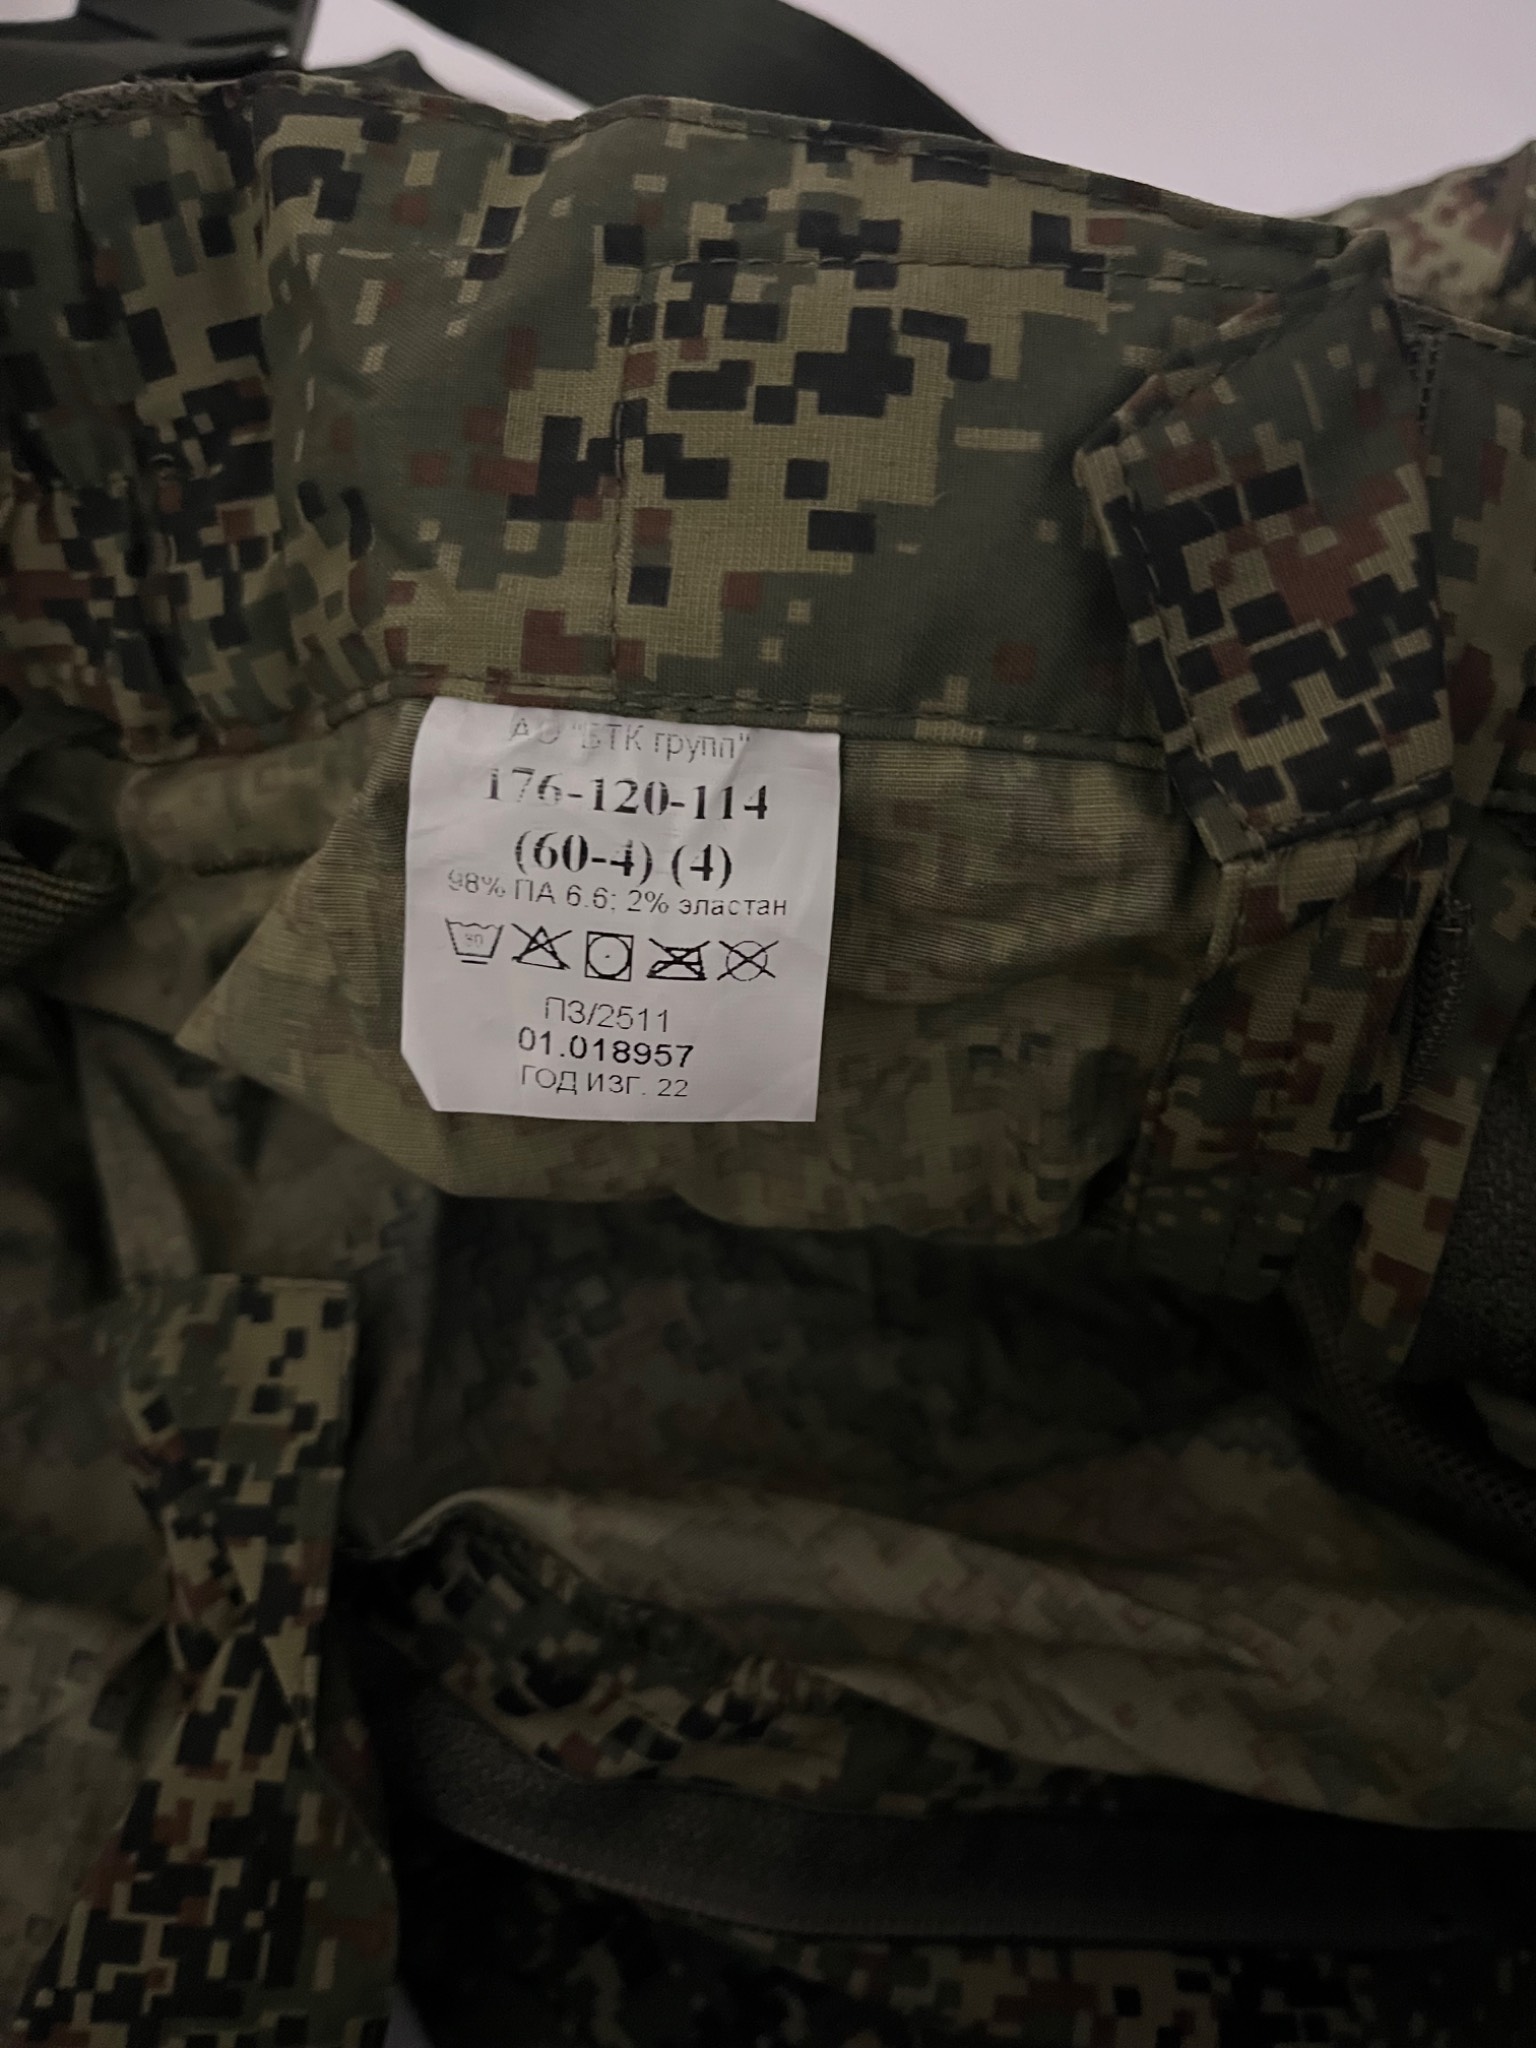 АО "БТК групп"
176-120-114
(60-4) (4)
98% ПА 6.6; 2% эластан
30
ПЗ/2511
01.018957
ГОД ИЗГ. 22